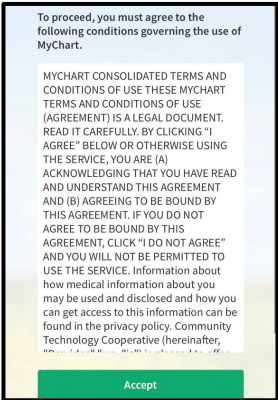 To proceed, you must agree to the
following conditions governing the use of
MyChart.
MYCHART CONSOLIDATED TERMS AND
CONDITIONS OF USE THESE MYCHART
TERMS AND CONDITIONS OF USE
(AGREEMENT) IS A LEGAL DOCUMENT.
READ IT CAREFULLY. BY CLICKING “I
AGREE” BELOW OR OTHERWISE USING
THE SERVICE, YOU ARE (A)
ACKNOWLEDGING THAT YOU HAVE READ
AND UNDERSTAND THIS AGREEMENT
AND (B) AGREEING TO BE BOUND BY
THIS AGREEMENT. IF YOU DO NOT
AGREE TO BE BOUND BY THIS
AGREEMENT, CLICK “I DO NOT AGREE”
AND YOU WILL NOT BE PERMITTED TO
USE THE SERVICE. Information about
how medical information about you
may be used and disclosed and how you
can get access to this information can be
found in the privacy policy. Community
Technology Cooperative (hereinafter,
Accept